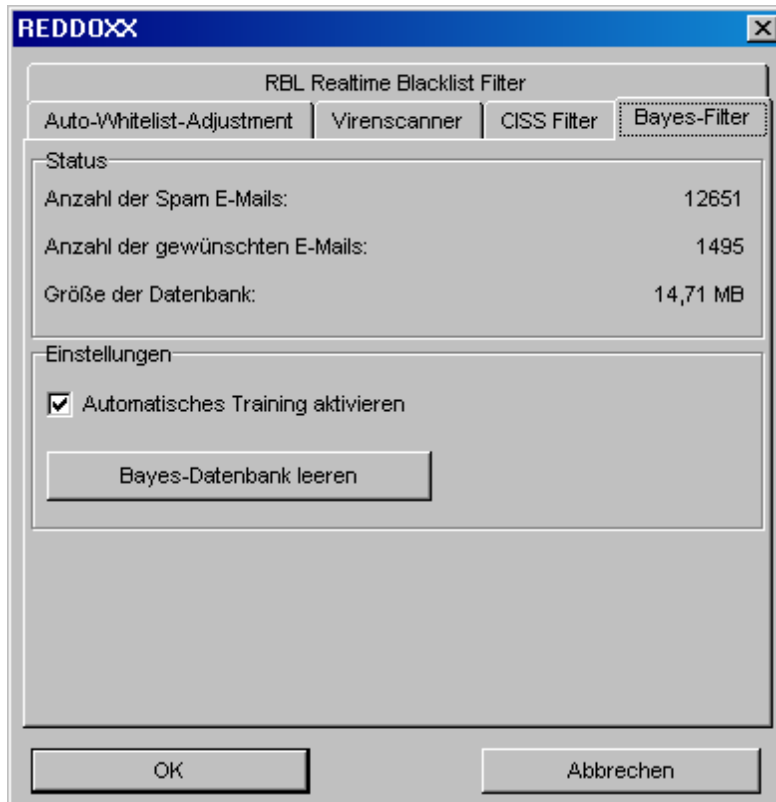 REDDOXX
RBL Realtime Blacklist Filter
Auto-Whitelist-Adjustment Virenscanner CISS Filter Bayes-Filter
Status
Anzahl der Spam E-Mails: 12651
Anzahl der gewünschten E-Mails: 1495
Größe der Datenbank: 14,71 MB
Einstellungen
Automatisches Training aktivieren
Bayes-Datenbank leeren
OK Abbrechen